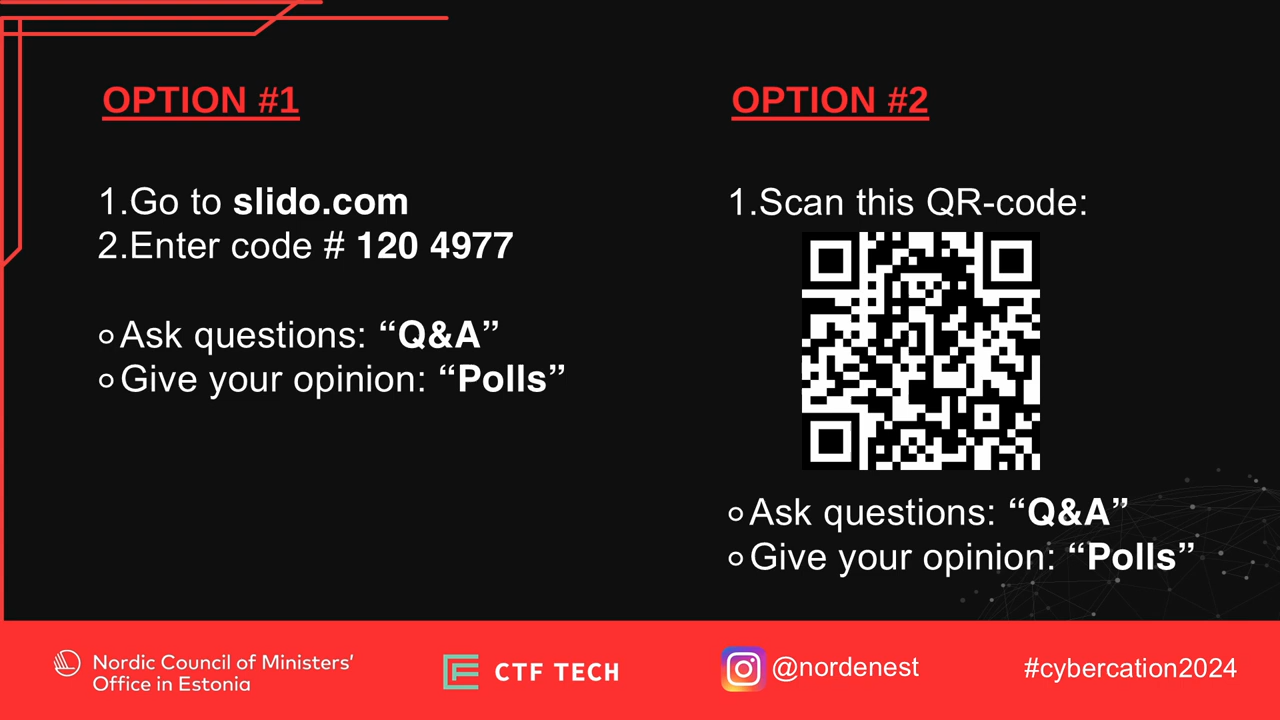 OPTION #1
1.Go to slido.com
2.Enter code # 120 4977
Ask questions: “Q&A”
Give your opinion: “Polls”
OPTION #2
1.Scan this QR-code:
Ask questions: “Q&A”
Give your opinion: “Polls”
Nordic Council of Ministers’
Office in Estonia
CTF TECH
@nordenest
#cybercation2024